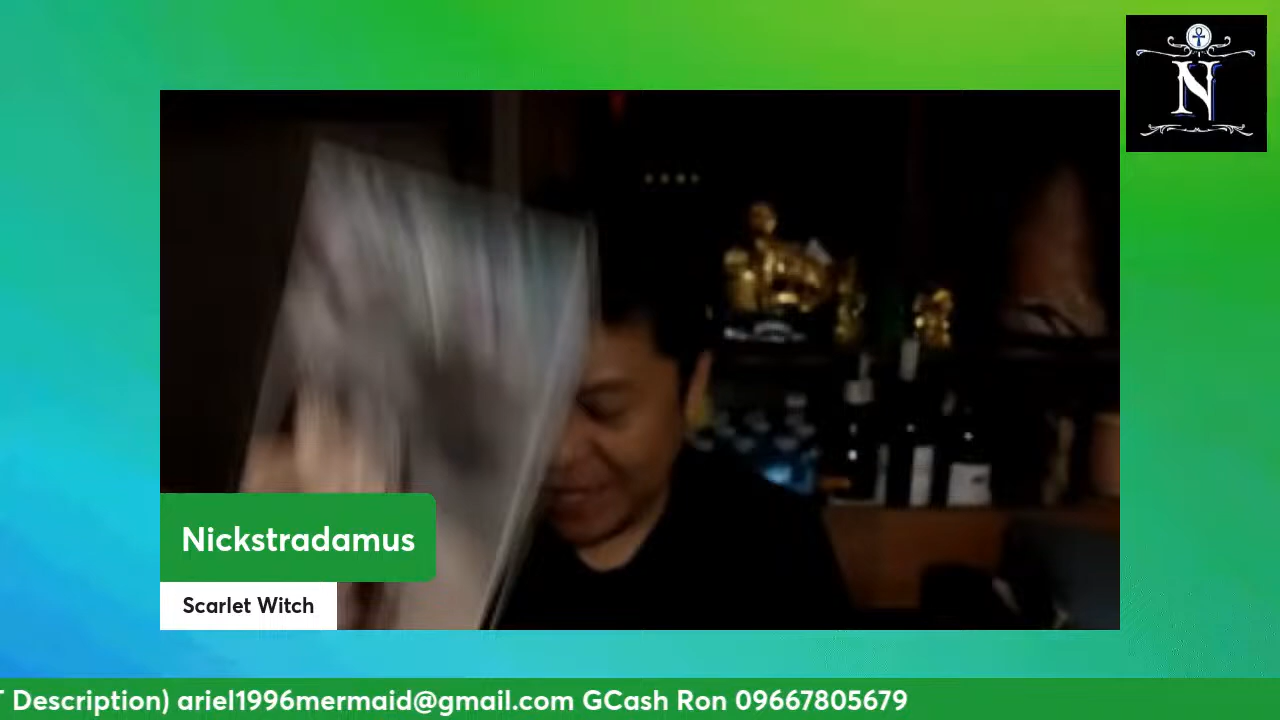 N
Nickstradamus
Scarlet Witch
Description) ariel1996mermaid@gmail.com GCash Ron 09667805679